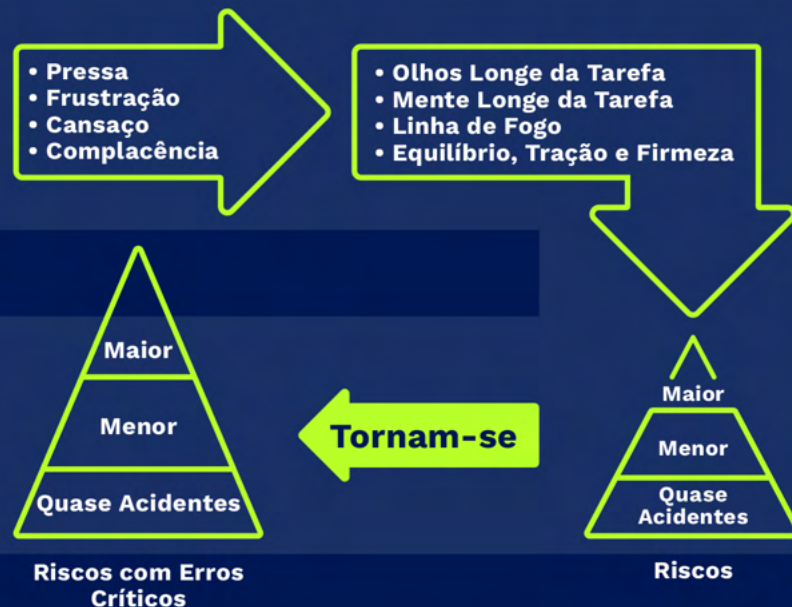 • Pressa
• Frustração
• Cansaço
• Complacência
• Olhos Longe da Tarefa
• Mente Longe da Tarefa
• Linha de Fogo
• Equilíbrio, Tração e Firmeza
Maior
Menor
Quase
Acidentes
Riscos
Tornam-se
Maior
Menor
Quase Acidentes
Riscos com Erros
Críticos